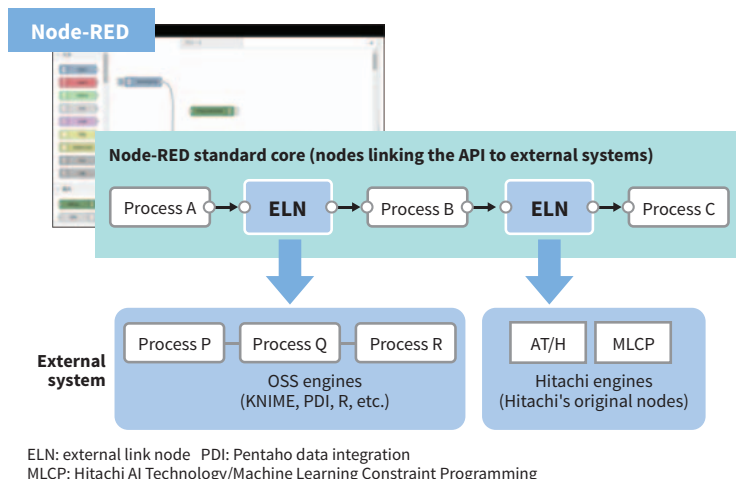 Node-RED
Node-RED standard core (nodes linking the API to external systems)
Process A
ELN
Process B
ELN
Process C
Process P
Process Q
Process R
AT/H
MLCP
External
system
OSS engines
(KNIME, PDI, R, etc.)
Hitachi engines
(Hitachi's original nodes)
ELN: external link node PDI: Pentaho data integration
MLCP: Hitachi AI Technology/Machine Learning Constraint Programming